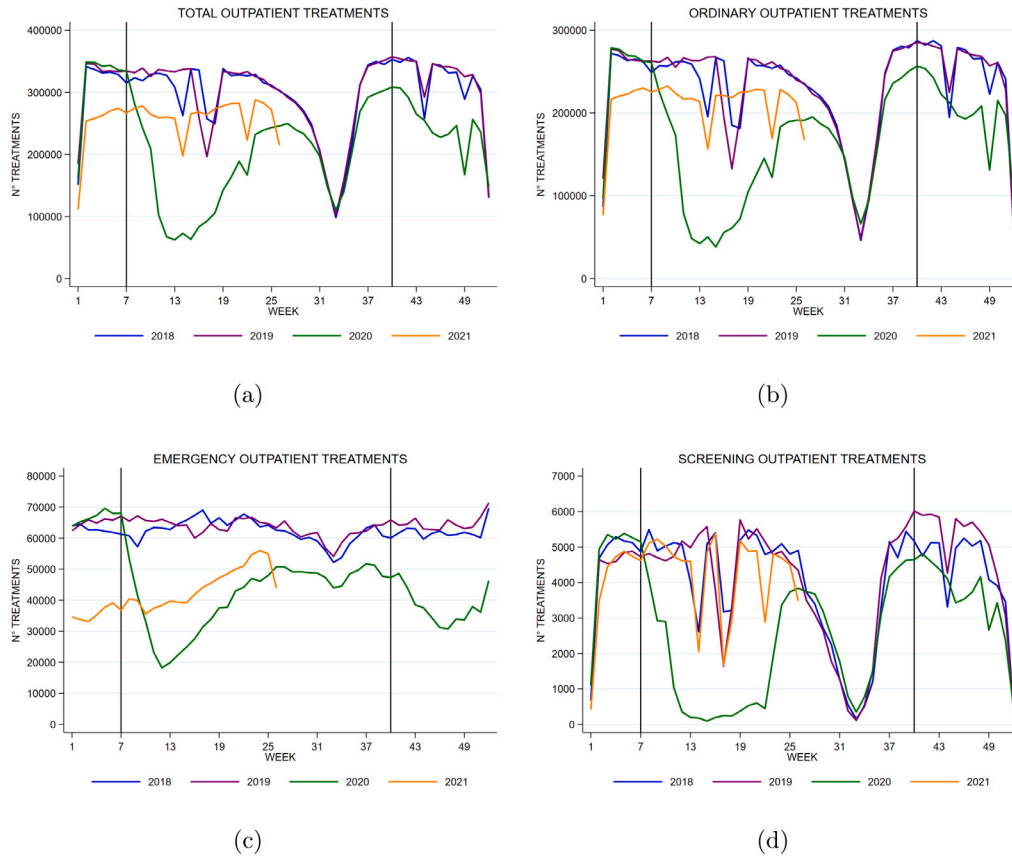 TOTAL OUTPATIENT TREATMENTS
400000
300000
200000
100000
0
N° TREATMENTS
1 7 13 19 25 31 37 43 49
WEEK
2018 2019 2020 2021
(a)
ORDINARY OUTPATIENT TREATMENTS
300000
200000
100000
0
N° TREATMENTS
1 7 13 19 25 31 37 43 49
WEEK
2018 2019 2020 2021
(b)
EMERGENCY OUTPATIENT TREATMENTS
80000
70000
60000
50000
40000
30000
20000
10000
0
N° TREATMENTS
1 7 13 19 25 31 37 43 49
WEEK
2018 2019 2020 2021
(c)
SCREENING OUTPATIENT TREATMENTS
7000
6000
5000
4000
3000
2000
1000
0
N° TREATMENTS
1 7 13 19 25 31 37 43 49
WEEK
2018 2019 2020 2021
(d)